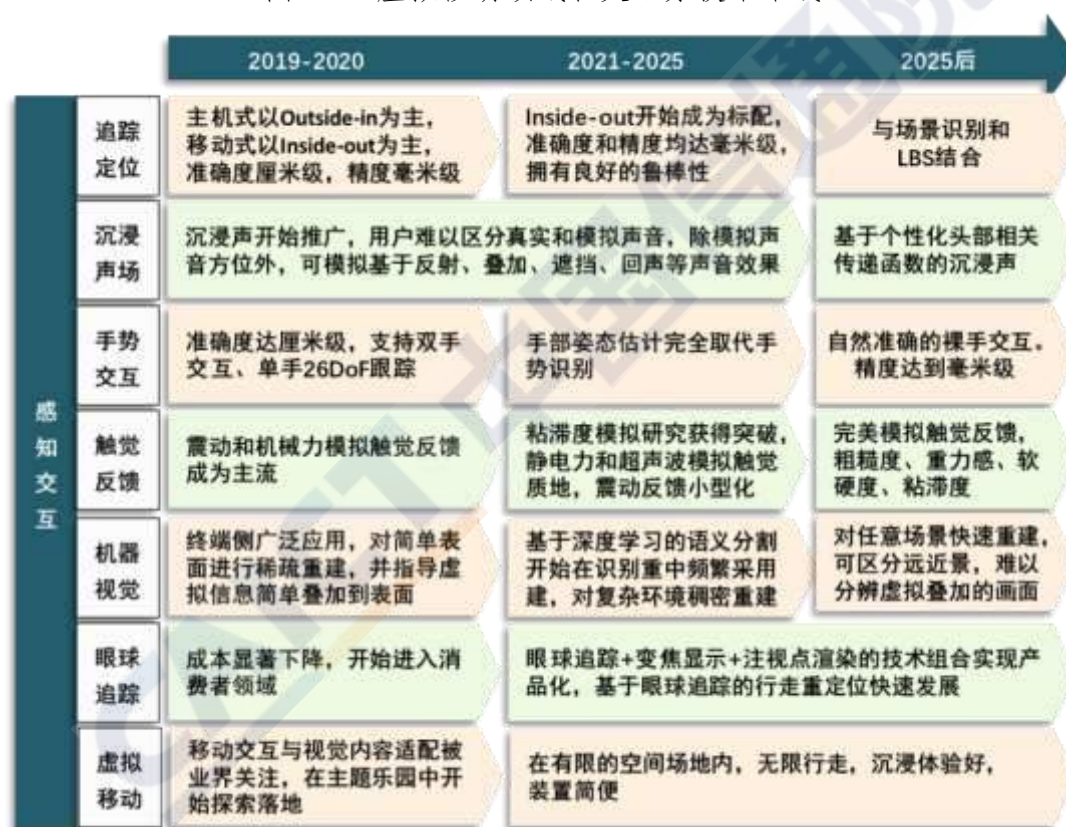 2019-2020
2021-2025
2025后
感
知
交
互
追踪
定位
主机式以Outside-in为主，
移动式以Inside-out为主，
准确度厘米级，精度毫米级
Inside-out开始成为标配，
准确度和精度均达毫米级，
拥有良好的鲁棒性
与场景识别和
LBS结合
沉浸
声场
沉浸声开始推广，用户难以区分真实和模拟声音，除模拟声
音方位外，可模拟基于反射、叠加、遮挡、回声等声音效果
基于个性化头部相关
传递函数的沉浸声
手势
交互
准确度达厘米级，支持双手
交互、单手26DoF跟踪
手部姿态估计完全取代手
势识别
自然准确的裸手交互。
精度达到毫米级
触觉
反馈
震动和机械力模拟触觉反馈
成为主流
粘滞度模拟研究获得突破，
静电力和超声波模拟触觉
质地，震动反馈小型化
完美模拟触觉反馈，
粗糙度、重力感、软
硬度、粘滞度
机器
视觉
终端侧广泛应用，对简单表
面进行稀疏重建，并指导虚
拟信息简单叠加到表面
基于深度学习的语义分割
开始在识别重中频繁采用
建，对复杂环境稠密重建
对任意场景快速重建，
可区分远近景，难以
分辨虚拟叠加的画面
眼球
追踪
成本显著下降，开始进入消
费者领域
眼球追踪+变焦显示+注视点渲染的技术组合实现产
品化，基于眼球追踪的行走重定位快速发展
虚拟
移动
移动交互与视觉内容适配被
业界关注，在主题乐园中开
始探索落地
在有限的空间场地内，无限行走，沉浸体验好，
装置简便
CAICT 中国信通院